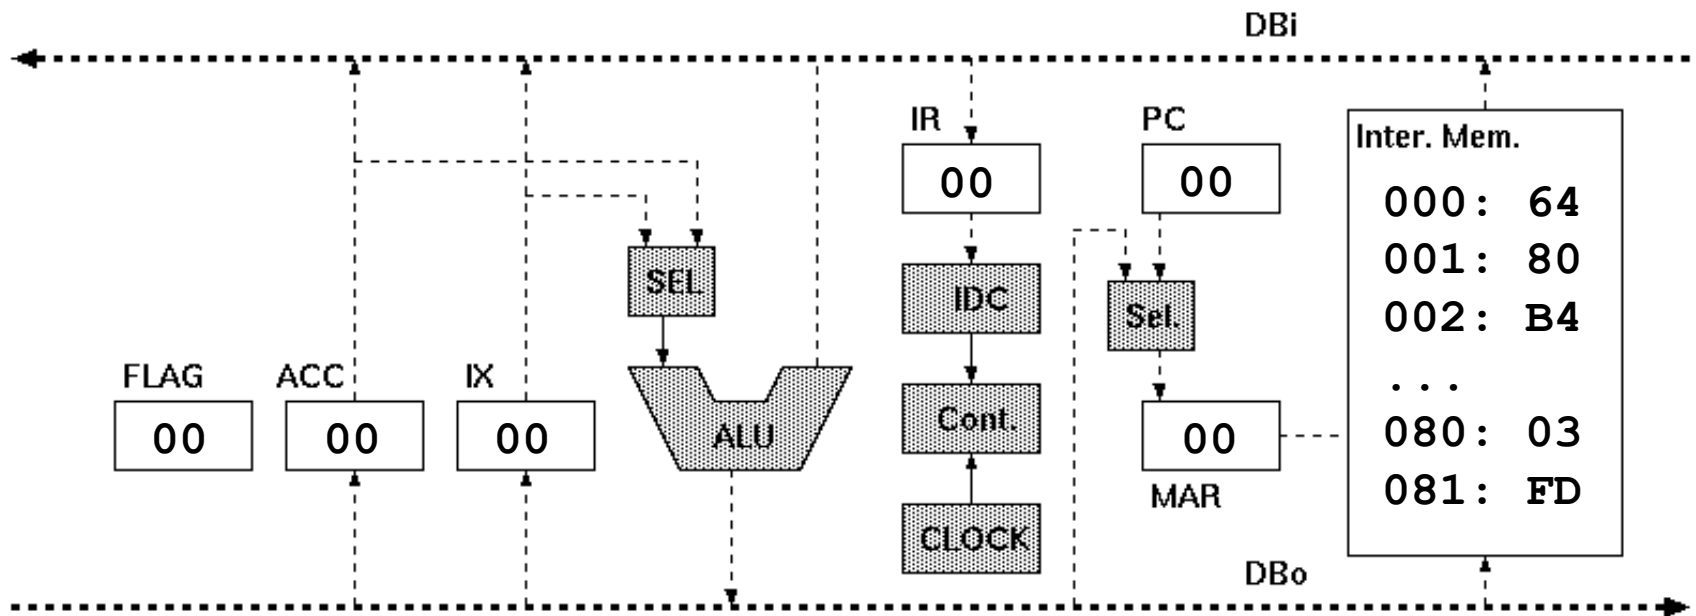 DBi
IR
PC
00
00
Inter. Mem.
000: 64
001: 80
002: B4
...
080: 03
081: FD
SEL
IDC
Sel.
FLAG
ACC
IX
00
00
00
ALU
Cont.
00
MAR
CLOCK
DBo